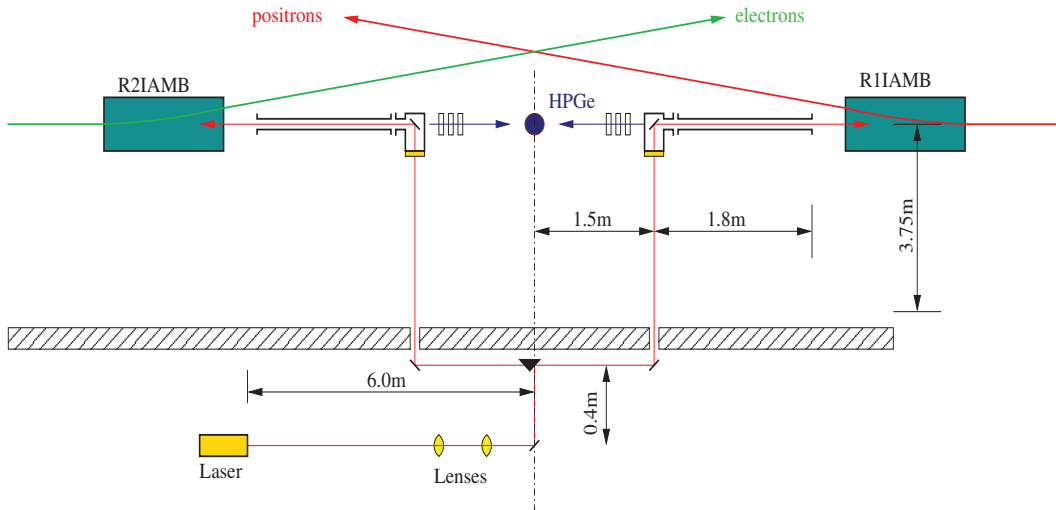 positrons
electrons
R2IAMB
HPGe
R1IAMB
1.5m
1.8m
3.75m
6.0m
0.4m
Laser
Lenses